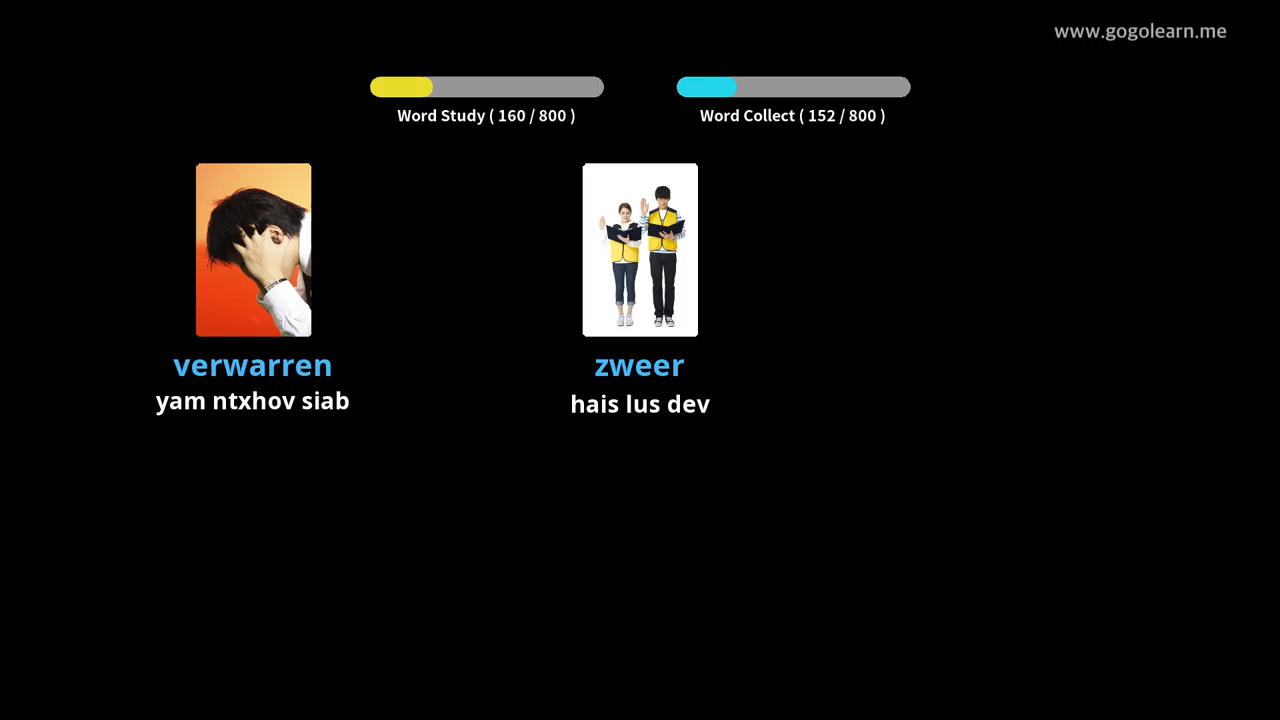 www.gogolearn.me
Word Study ( 160 / 800 )
Word Collect ( 152 / 800 )
verwarren
yam ntxhov siab
zweer
hais lus dev